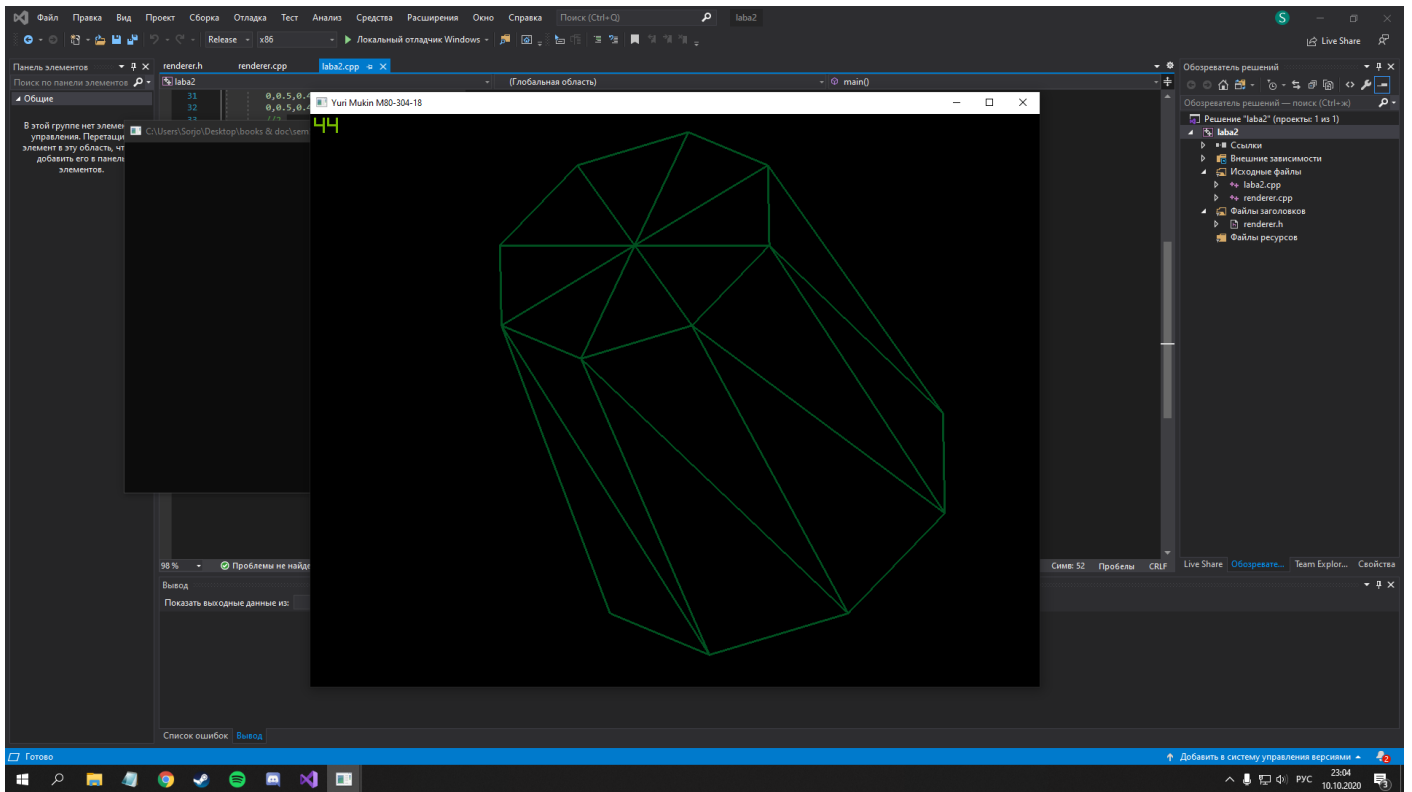 Файл Правка Вид Проект Сборка Отладка Тест Анализ Средства Расширения Окно Справка Поиск (Ctrl+Q) laba2 S
Release x86 Локальный отладчик Windows Live Share
Панель элементов renderer.h renderer.cpp laba2.cpp Обозреватель решений
Поиск по панели элементов laba2 (Глобальная область) main()
Общие
31 0,0.5,0.4
32 0,0.5,0.4
Yuri Mukin M80-304-18
44
C:\Users\Sorjo\Desktop\books & doc\sem
В этой группе нет элемен
управления. Перетащи
элемент в эту область, чт
добавить его в панель
элементов.
Обозреватель решений — поиск (Ctrl+ж)
Решение "laba2" (проекты: 1 из 1)
laba2
Ссылки
Внешние зависимости
Исходные файлы
laba2.cpp
renderer.cpp
Файлы заголовков
renderer.h
Файлы ресурсов
98 % Проблемы не найде Симв: 52 Пробелы CRLF
Live Share Обозревате... Team Explor... Свойства
Вывод
Показать выходные данные из:
Список ошибок Вывод
Готово Добавить в систему управления версиями 2
РУС 23:04
10.10.2020 3